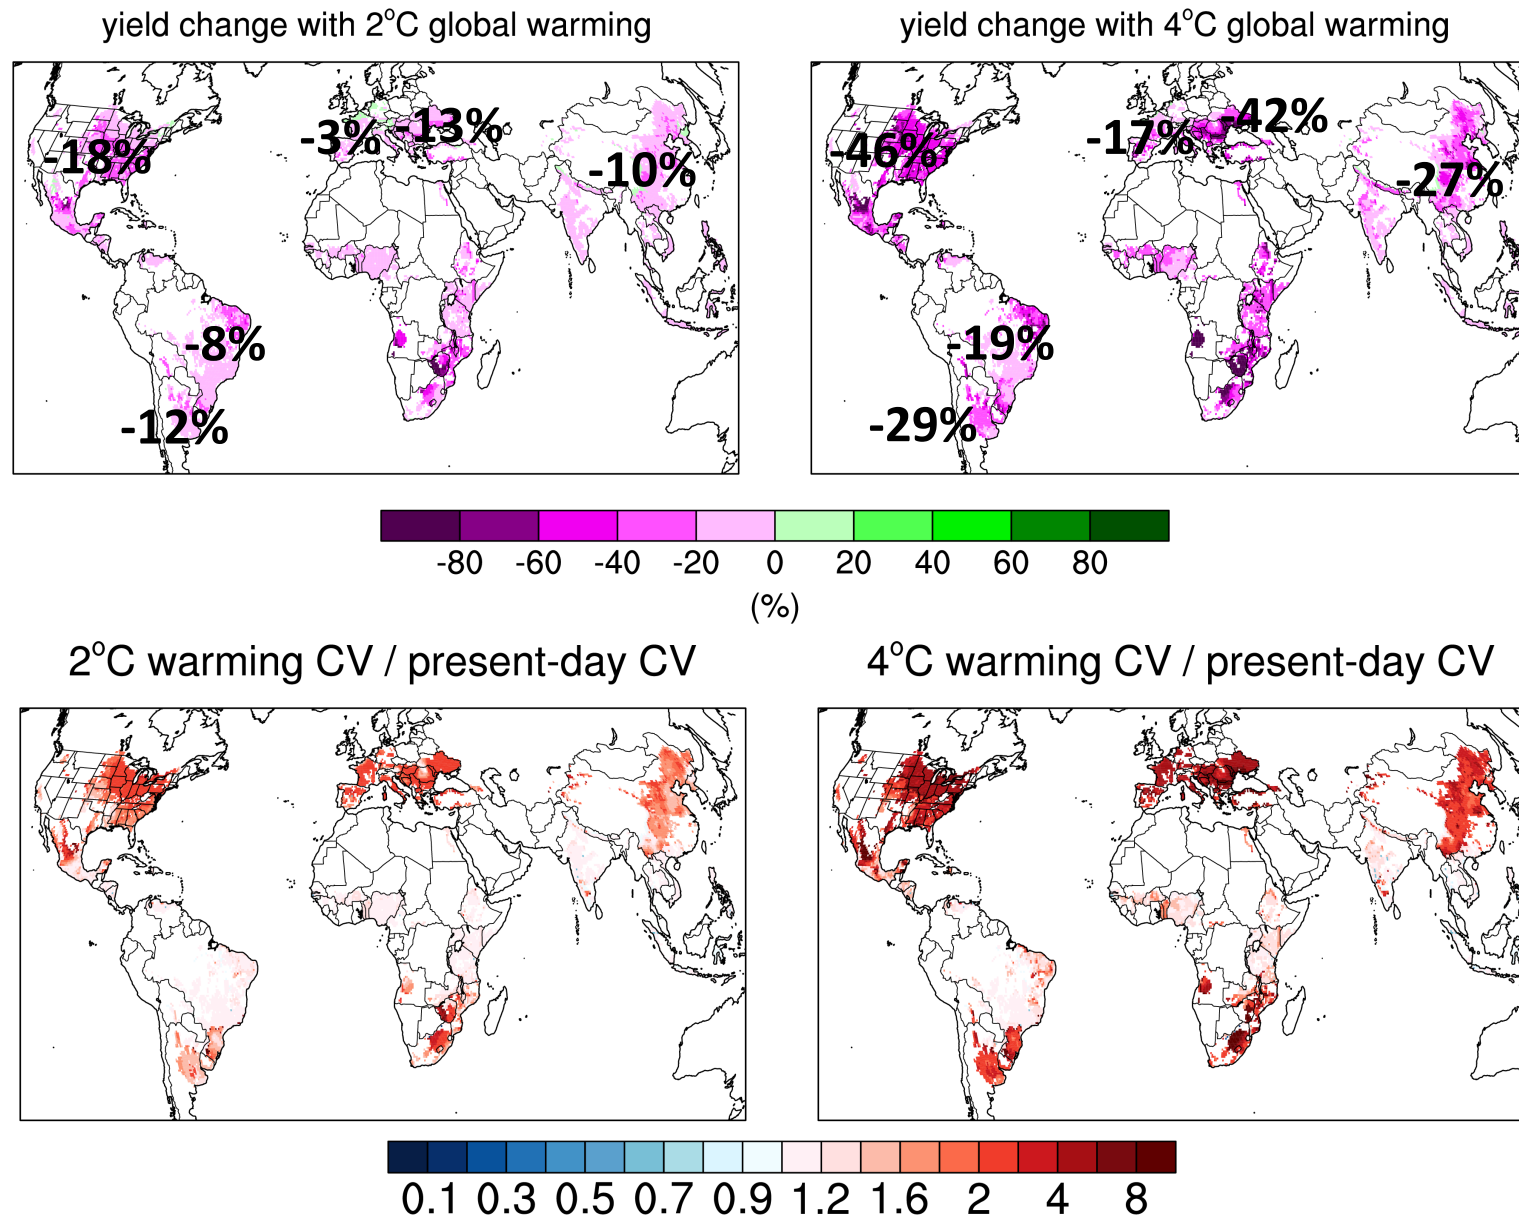 yield change with 2°C global warming
yield change with 4°C global warming
-18%
-3%
-13%
-10%
-8%
-12%
-46%
-17%
-42%
-27%
-19%
-29%
-80 -60 -40 -20 0 20 40 60 80
(%)
2°C warming CV / present-day CV
4°C warming CV / present-day CV
0.1 0.3 0.5 0.7 0.9 1.2 1.6 2 4 8